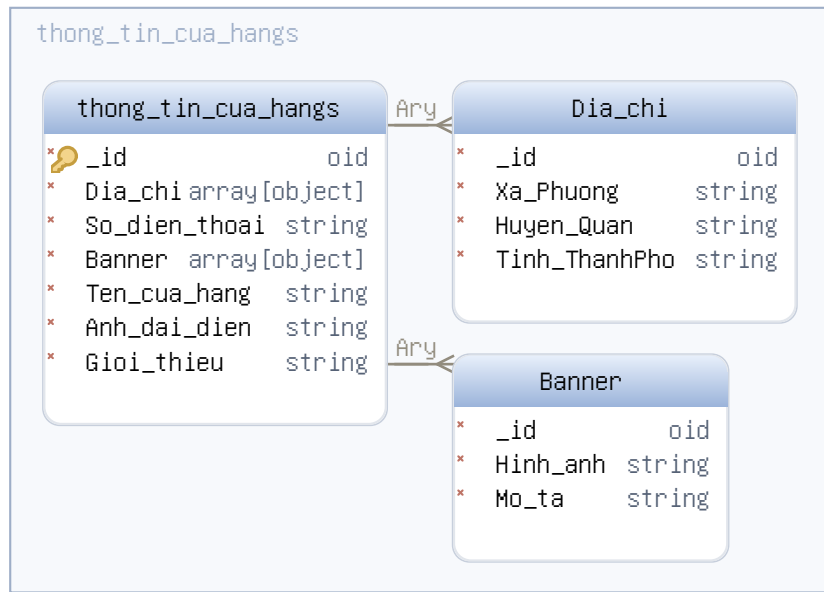 thong_tin_cua_hangs
thong_tin_cua_hangs
_id oid
Dia_chi array[object]
So_dien_thoai string
Banner array[object]
Ten_cua_hang string
Anh_dai_dien string
Gioi_thieu string
Ary
Dia_chi
_id oid
Xa_Phuong string
Huyen_Quan string
Tinh_ThanhPho string
Ary
Banner
_id oid
Hinh_anh string
Mo_ta string